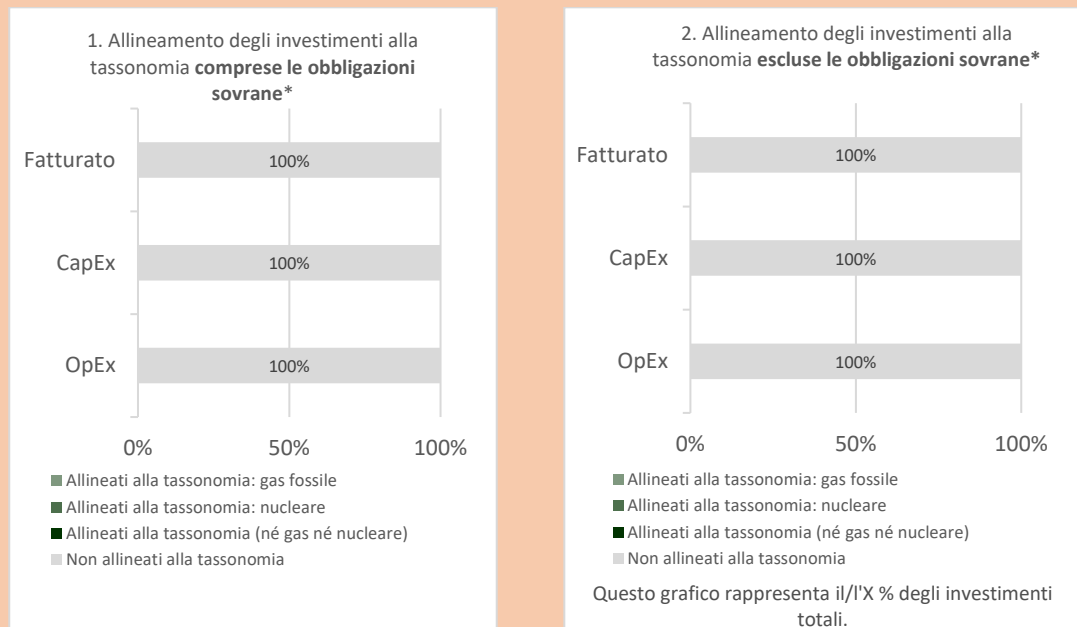 1. Allineamento degli investimenti alla
tassonomia comprese le obbligazioni
sovrane*
Fatturato
100%
CapEx
100%
OpEx
100%
0%
50%
100%
Allineati alla tassonomia: gas fossile
Allineati alla tassonomia: nucleare
Allineati alla tassonomia (né gas né nucleare)
Non allineati alla tassonomia
2. Allineamento degli investimenti alla
tassonomia escluse le obbligazioni sovrane*
Fatturato
100%
CapEx
100%
OpEx
100%
0%
50%
100%
Allineati alla tassonomia: gas fossile
Allineati alla tassonomia: nucleare
Allineati alla tassonomia (né gas né nucleare)
Non allineati alla tassonomia
Questo grafico rappresenta il/l'X % degli investimenti
totali.